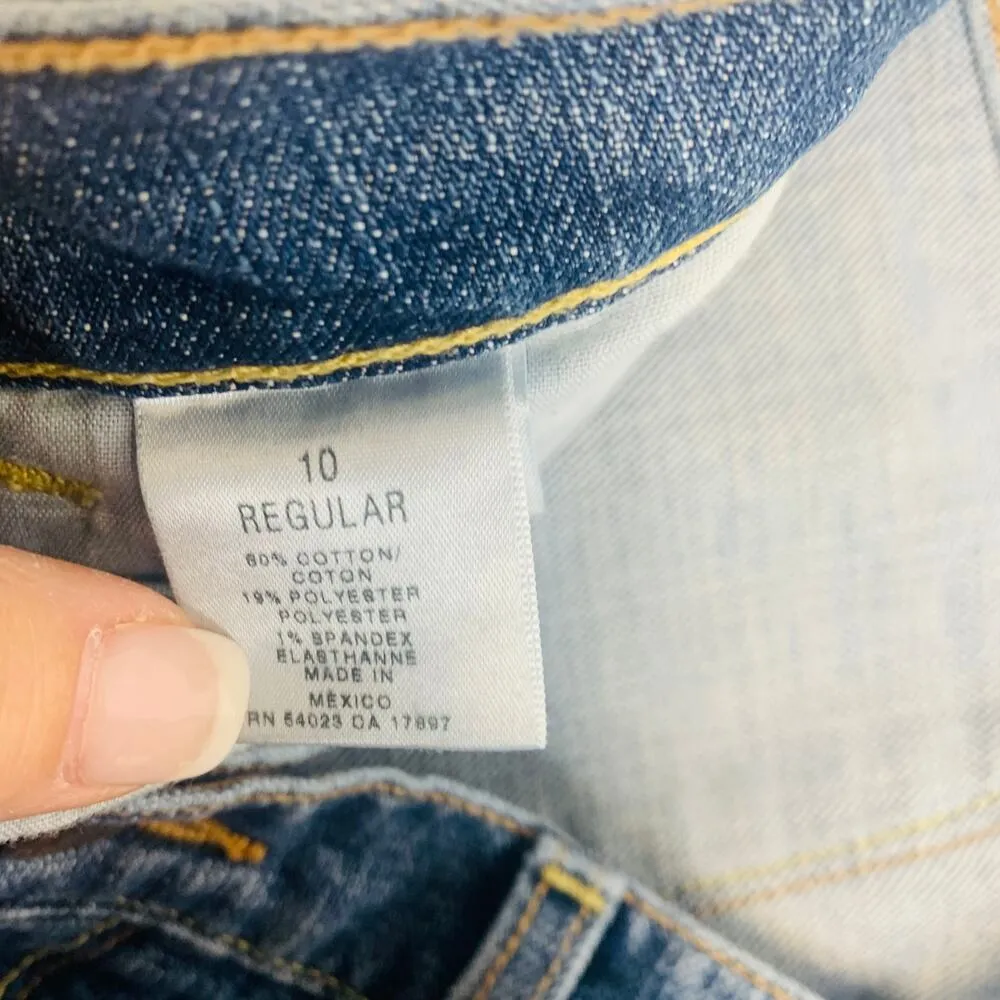 10
REGULAR
80% COTTON/
COTON
19% POLYESTER
POLYESTER
1% SPANDEX
ELASTHANNE
MADE IN
MEXICO
RN 54023 CA 17897